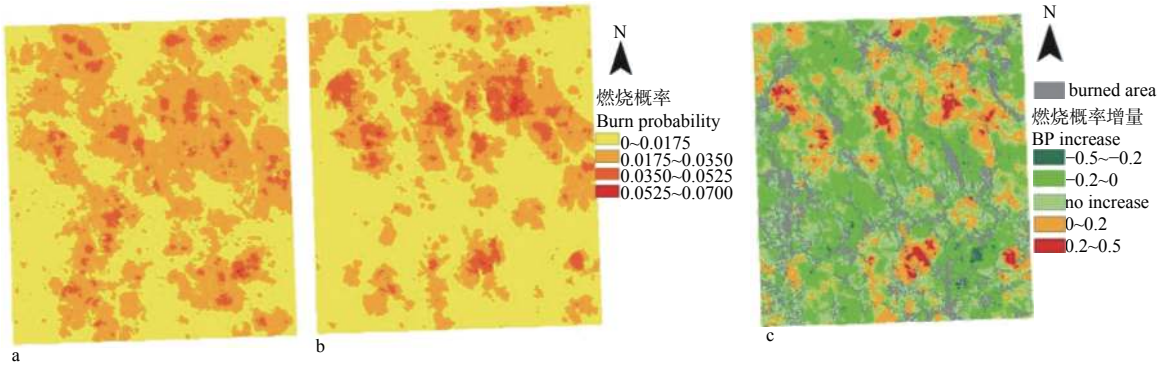 N
燃烧概率
Burn probability
0~0.0175
0.0175~0.0350
0.0350~0.0525
0.0525~0.0700
a
b
N
burned area
燃烧概率增量
BP increase
−0.5~−0.2
−0.2~0
no increase
0~0.2
0.2~0.5
c